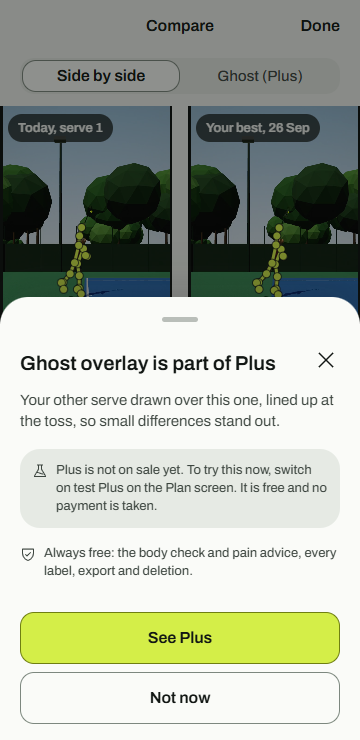 Compare
Done
Side by side
Ghost (Plus)
Today, serve 1
Your best, 26 Sep
Ghost overlay is part of Plus
Your other serve drawn over this one, lined up at
the toss, so small differences stand out.
Plus is not on sale yet. To try this now, switch
on test Plus on the Plan screen. It is free and no
payment is taken.
Always free: the body check and pain advice, every
label, export and deletion.
See Plus
Not now